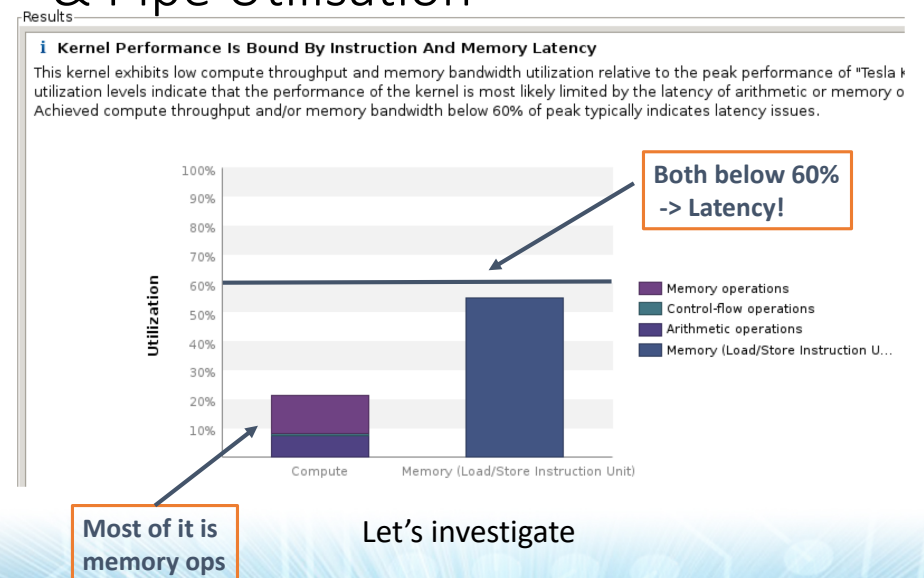 & Pipe Utilisation
Results
i Kernel Performance Is Bound By Instruction And Memory Latency
This kernel exhibits low compute throughput and memory bandwidth utilization relative to the peak performance of "Tesla
utilization levels indicate that the performance of the kernel is most likely limited by the latency of arithmetic or memory
Achieved compute throughput and/or memory bandwidth below 60% of peak typically indicates latency issues.
100%
90%
80%
70%
60%
50%
40%
30%
20%
10%
Utilization
Compute
Memory (Load/Store Instruction Unit)
Both below 60%
-> Latency!
Memory operations
Control-flow operations
Arithmetic operations
Memory (Load/Store Instruction U...
Most of it is
memory ops
Let's investigate